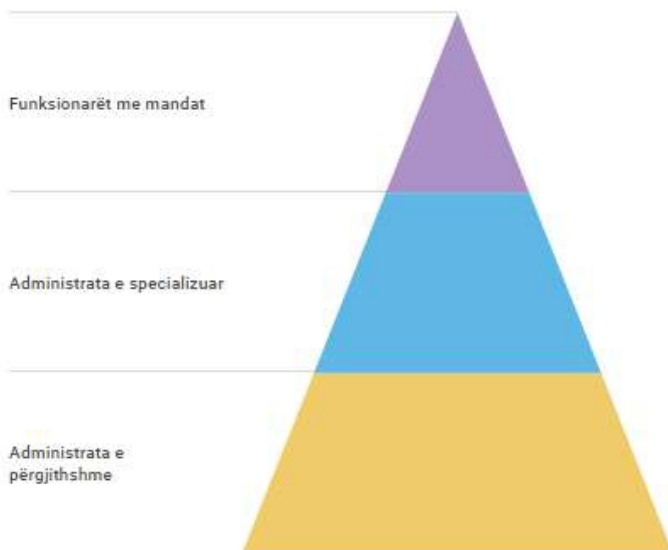 Funksionarët me mandat
Administrata e specializuar
Administrata e
përgjithshme